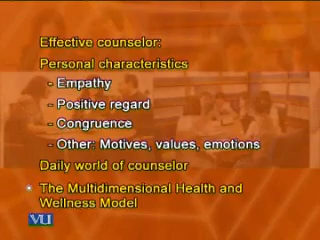 Effective counselor:
Personal characteristics
- Empathy
- Positive regard
- Congruence
- Other: Motives, values, emotions
Daily world of counselor
* The Multidimensional Health and
Wellness Model
VU